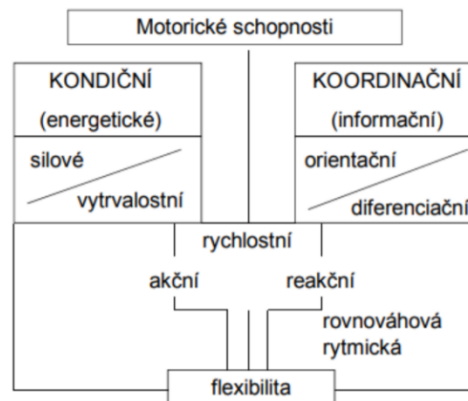 Motorické schopnosti
KONDIČNÍ
(energetické)
silové
vytrvalostní
KOORDINAČNÍ
(informační)
orientační
diferenciační
rychlostní
akční
reakční
rovnováhová
rytmická
flexibilita